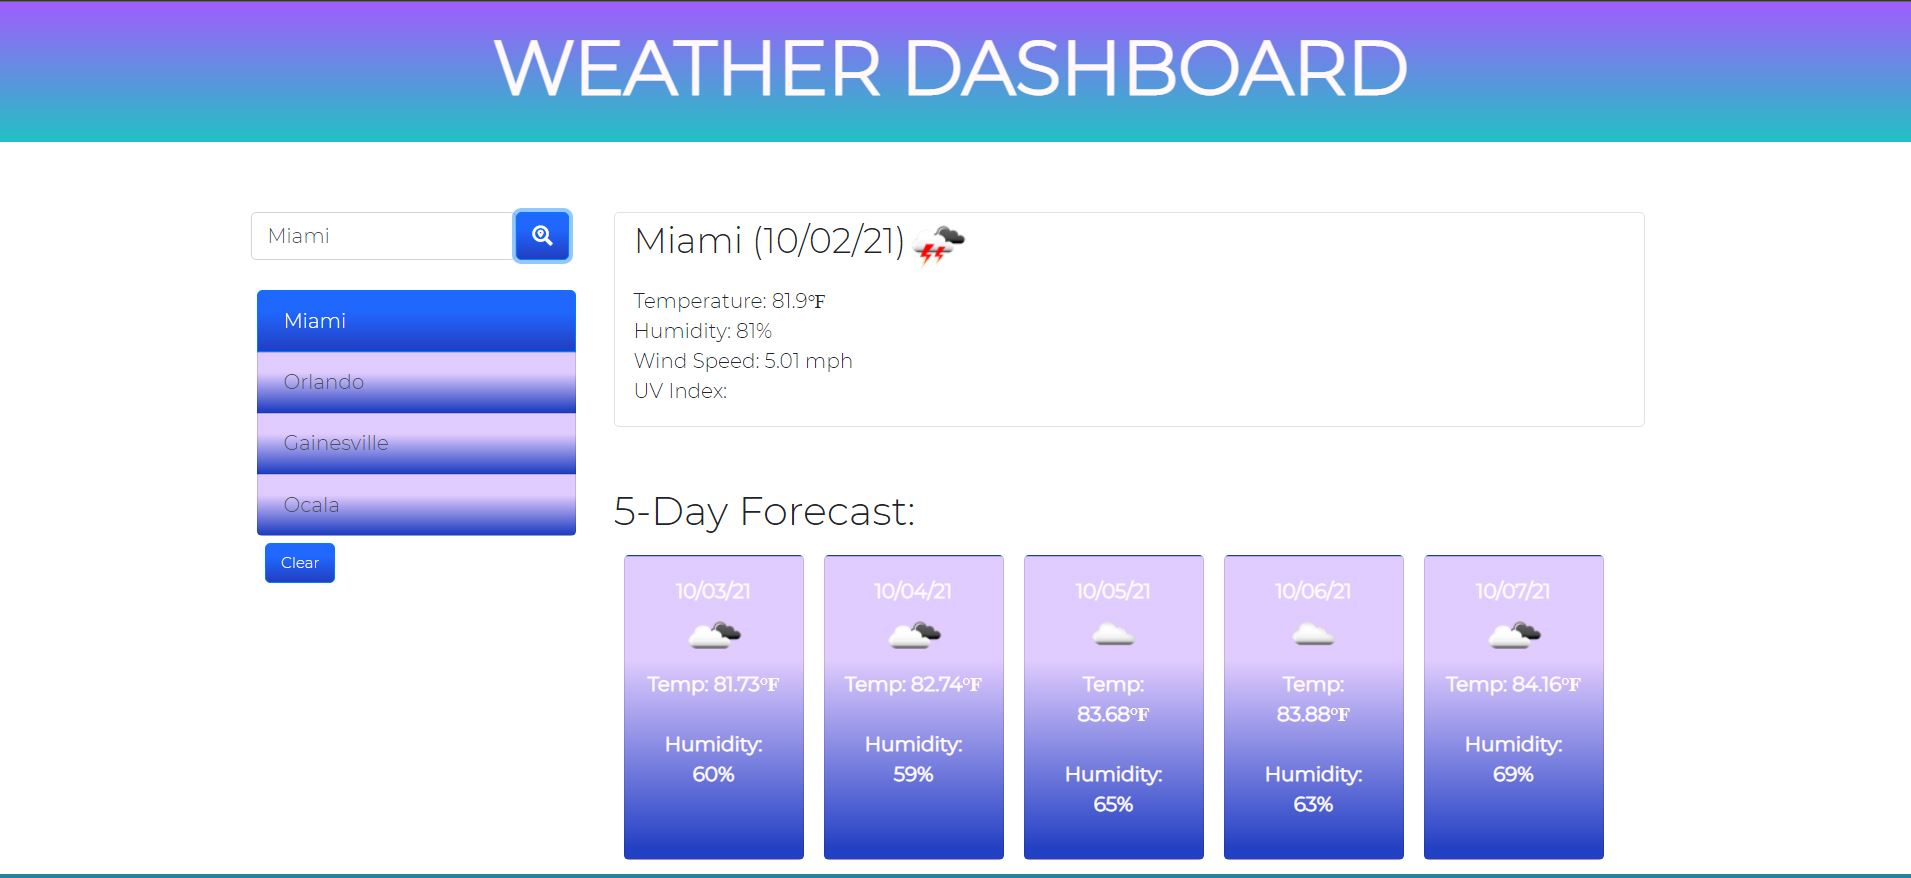 WEATHER DASHBOARD
Miami
Miami
Orlando
Gainesville
Ocala
Clear
Miami (10/02/21)
Temperature: 81.9°F
Humidity: 81%
Wind Speed: 5.01 mph
UV Index:
5-Day Forecast:
10/03/21
Temp: 81.73°F
Humidity:
60%
10/04/21
Temp: 82.74°F
Humidity:
59%
10/05/21
Temp:
83.68°F
Humidity:
65%
10/06/21
Temp:
83.88°F
Humidity:
63%
10/07/21
Temp: 84.16°F
Humidity:
69%